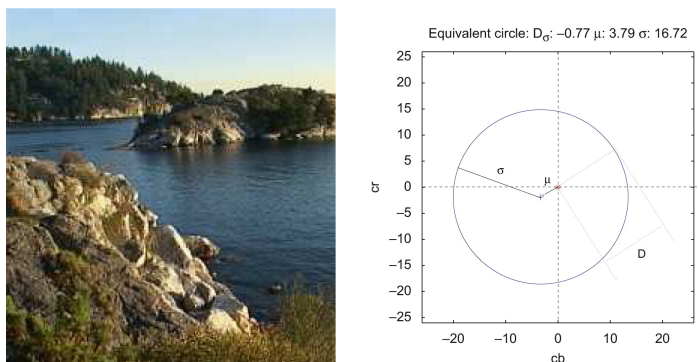 Equivalent circle: Dσ: –0.77 μ: 3.79 σ: 16.72
25
20
15
10
5
0
–5
–10
–15
–20
–25
cr
σ
μ
D
–20
–10
0
10
20
cb